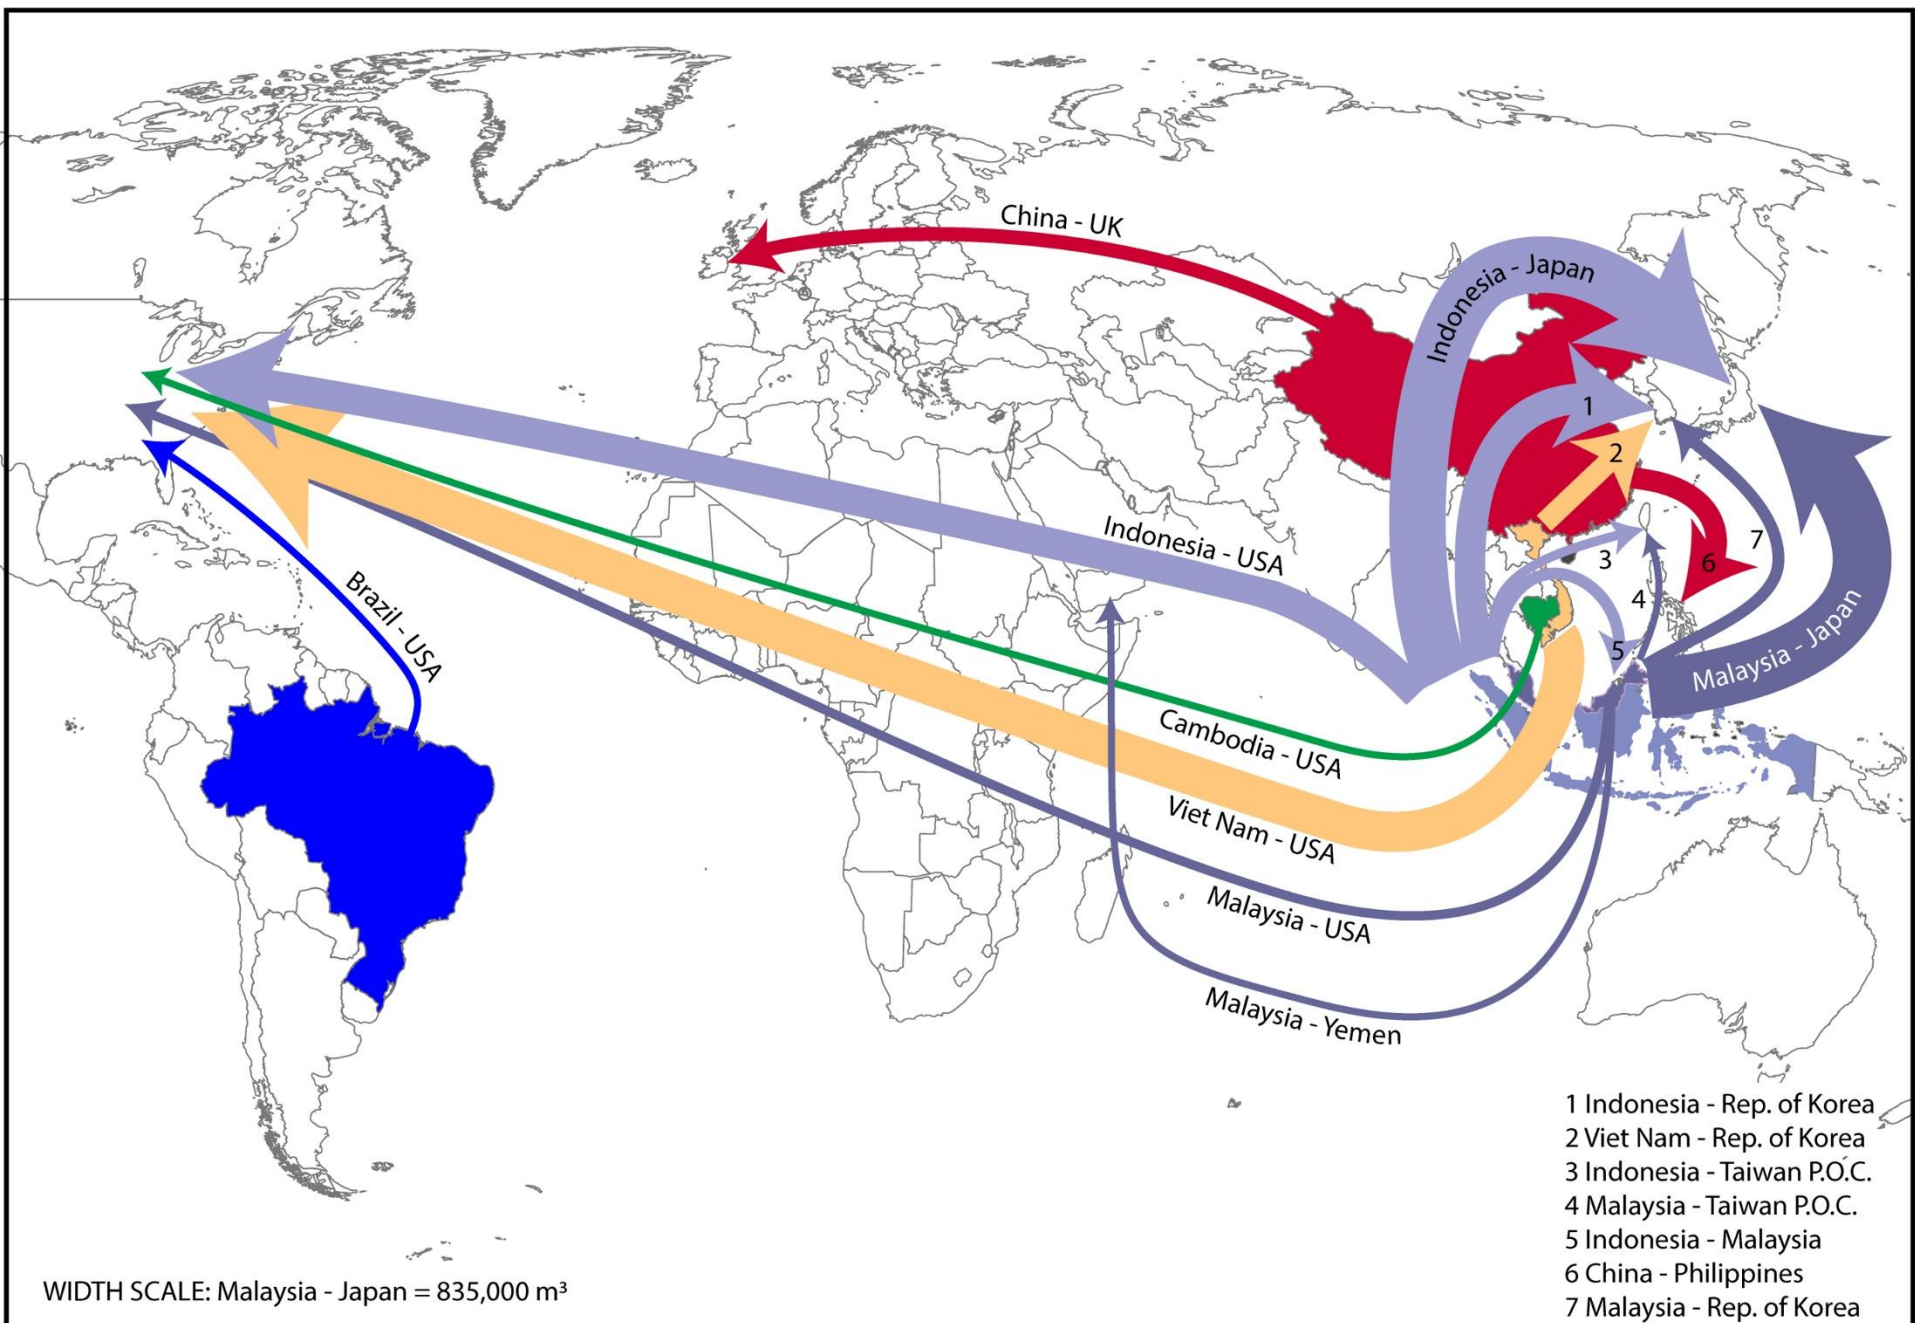 China - UK
Indonesia - Japan
1
2
Indonesia - USA
3
7
6
4
Brazil - USA
5
Malaysia - Japan
Cambodia - USA
Viet Nam - USA
Malaysia - USA
Malaysia - Yemen
1 Indonesia - Rep. of Korea
2 Viet Nam - Rep. of Korea
3 Indonesia - Taiwan P.O.C.
4 Malaysia - Taiwan P.O.C.
5 Indonesia - Malaysia
6 China - Philippines
7 Malaysia - Rep. of Korea
WIDTH SCALE: Malaysia - Japan = 835,000 m³